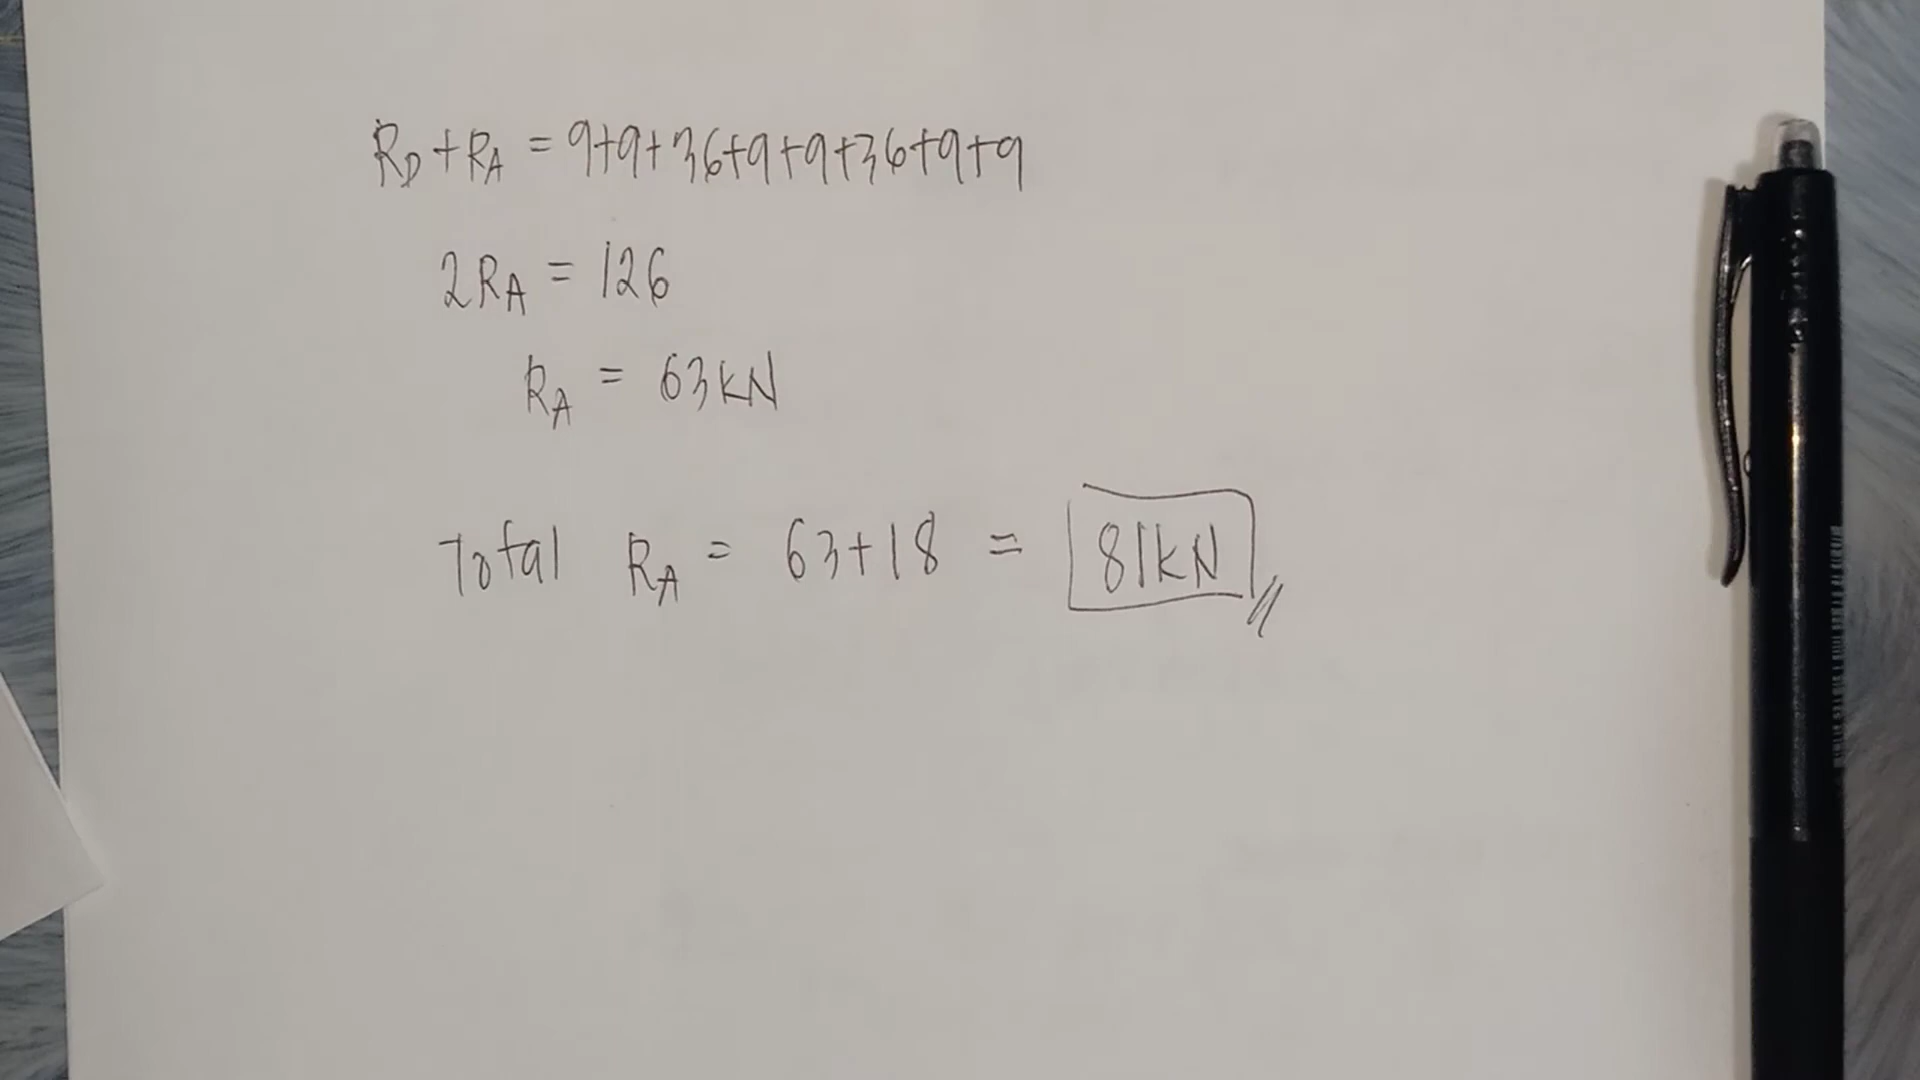 RD + RA = 9+9+36+9+9+36+9+9
2RA = 126
RA = 63kN
Total RA = 63+18 = 81kN